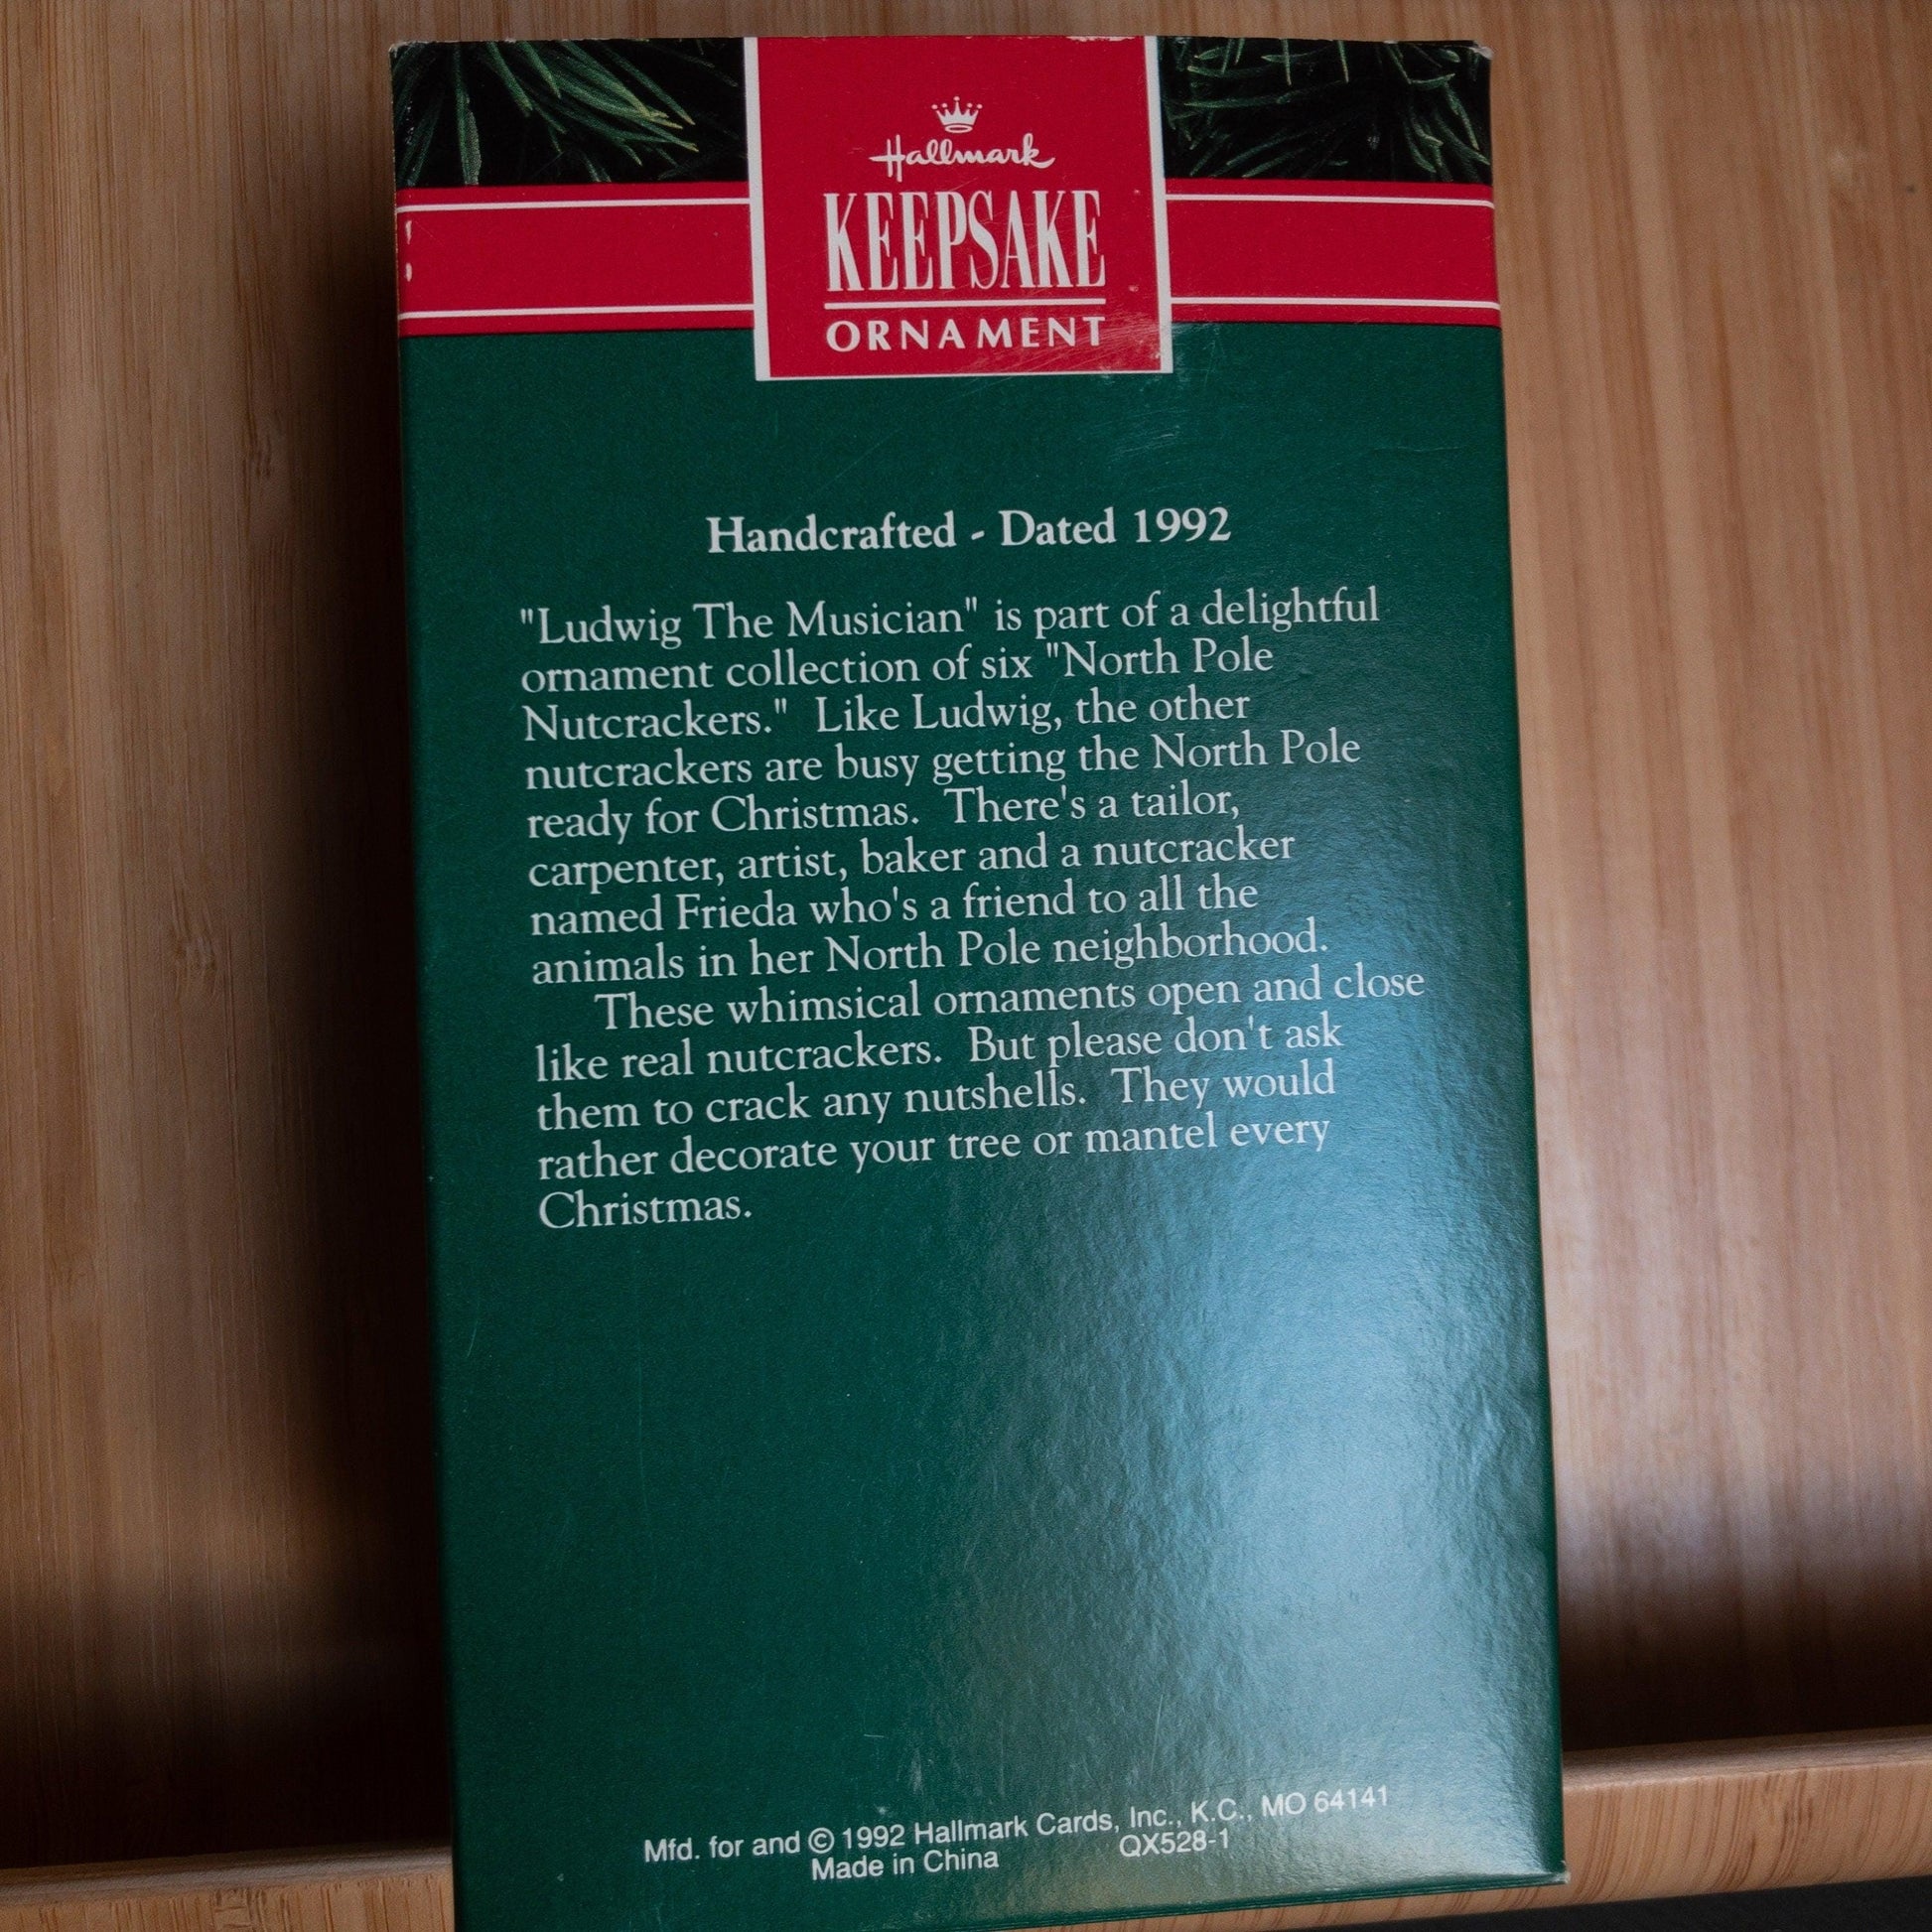 Hallmark
KEEPSAKE
ORNAMENT
Handcrafted - Dated 1992
"Ludwig The Musician" is part of a delightful
ornament collection of six "North Pole
Nutcrackers." Like Ludwig, the other
nutcrackers are busy getting the North Pole
ready for Christmas. There's a tailor,
carpenter, artist, baker and a nutcracker
named Frieda who's a friend to all the
animals in her North Pole neighborhood.
These whimsical ornaments open and close
like real nutcrackers. But please don't ask
them to crack any nutshells. They would
rather decorate your tree or mantel every
Christmas.
Mfd. for and © 1992 Hallmark Cards, Inc., K.C., MO 64141
Made in China QX528-1